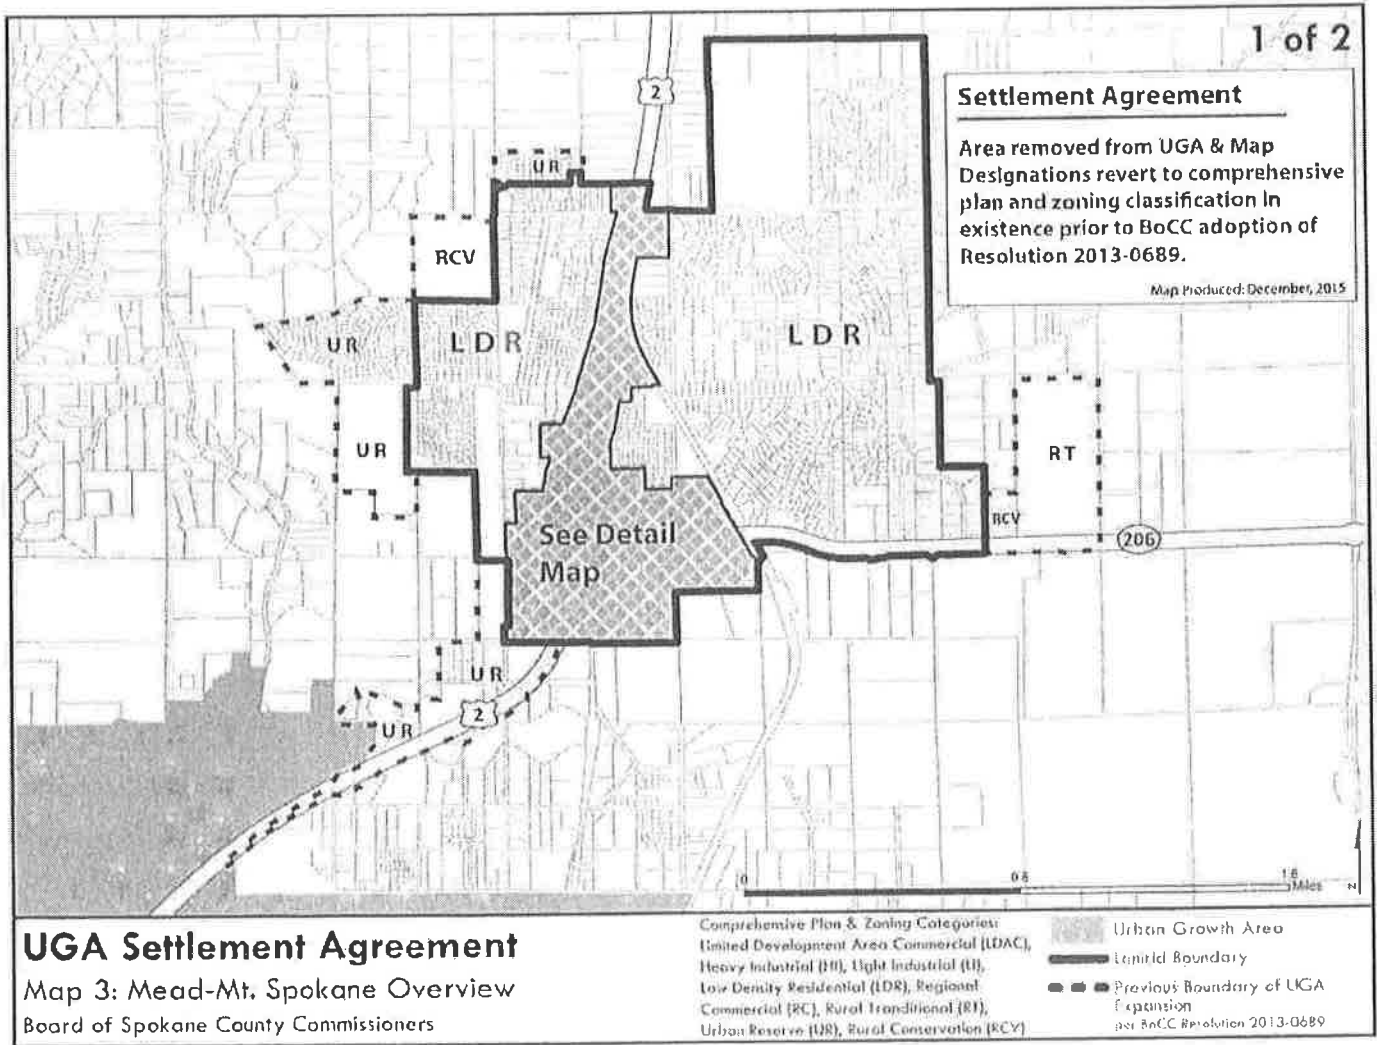 1 of 2
Settlement Agreement
Area removed from UGA & Map
Designations revert to comprehensive
plan and zoning classification in
existence prior to BoCC adoption of
Resolution 2013-0689.
Map Produced: December, 2015
2
UR
RCV
UR
LDR
LDR
UR
RT
RCV
206
See Detail
Map
UR
2
UR
0
0.8
1.6
Miles
N
UGA Settlement Agreement
Map 3: Mead-Mt. Spokane Overview
Board of Spokane County Commissioners
Comprehensive Plan & Zoning Categories:
Limited Development Area Commercial (LDAC),
Heavy Industrial (HI), Light Industrial (LI),
Low Density Residential (LDR), Regional
Commercial (RC), Rural Tranditional (RT),
Urban Reserve (UR), Rural Conservation (RCV)
Urban Growth Area
Lamird Boundary
Previous Boundary of UGA
Expansion
per BoCC Resolution 2013-0689